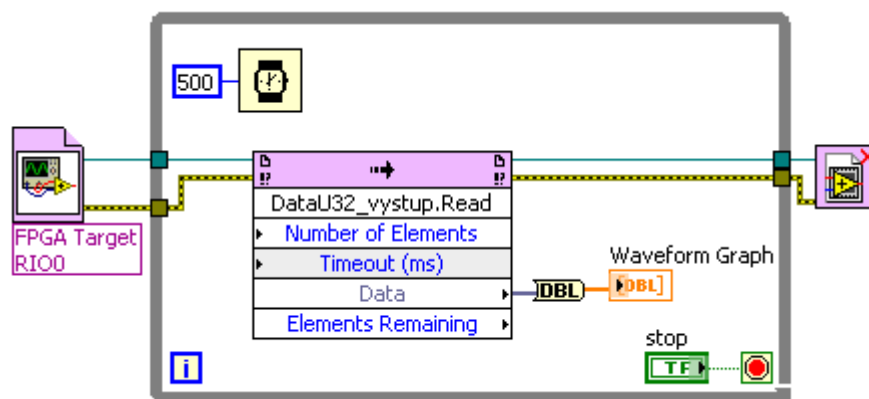 500
FPGA Target
RIO0
DataU32_vystup.Read
Number of Elements
Timeout (ms)
Data
Elements Remaining
DBL
Waveform Graph
DBL]
stop
TF
i